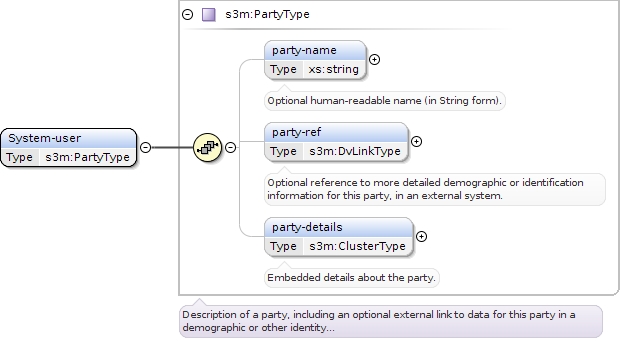 s3m:PartyType
party-name
Type xs:string
Optional human-readable name (in String form).
System-user
Type s3m:PartyType
party-ref
Type s3m:DvLinkType
Optional reference to more detailed demographic or identification
information for this party, in an external system.
party-details
Type s3m:ClusterType
Embedded details about the party.
Description of a party, including an optional external link to data for this party in a
demographic or other identity...